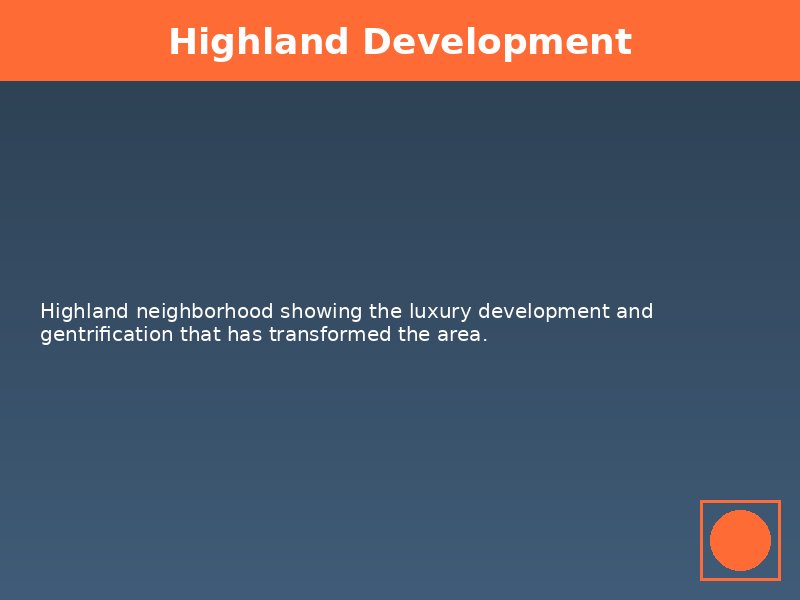 Highland Development
Highland neighborhood showing the luxury development and
gentrification that has transformed the area.